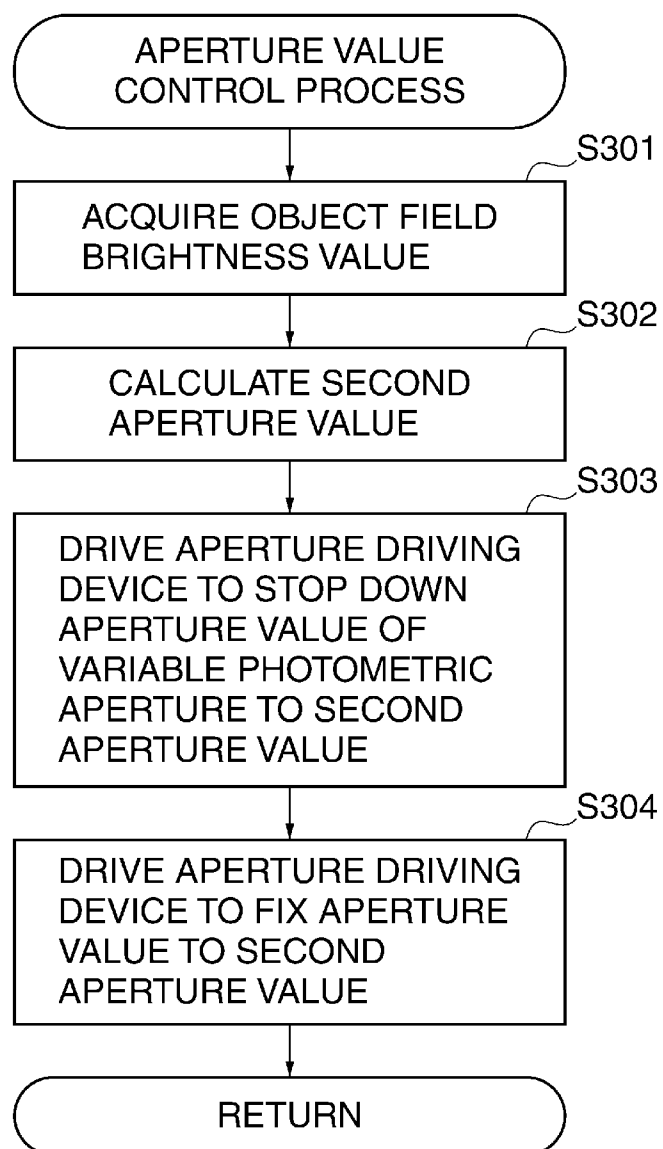 APERTURE VALUE
CONTROL PROCESS
S301
ACQUIRE OBJECT FIELD
BRIGHTNESS VALUE
S302
CALCULATE SECOND
APERTURE VALUE
S303
DRIVE APERTURE DRIVING
DEVICE TO STOP DOWN
APERTURE VALUE OF
VARIABLE PHOTOMETRIC
APERTURE TO SECOND
APERTURE VALUE
S304
DRIVE APERTURE DRIVING
DEVICE TO FIX APERTURE
VALUE TO SECOND
APERTURE VALUE
RETURN